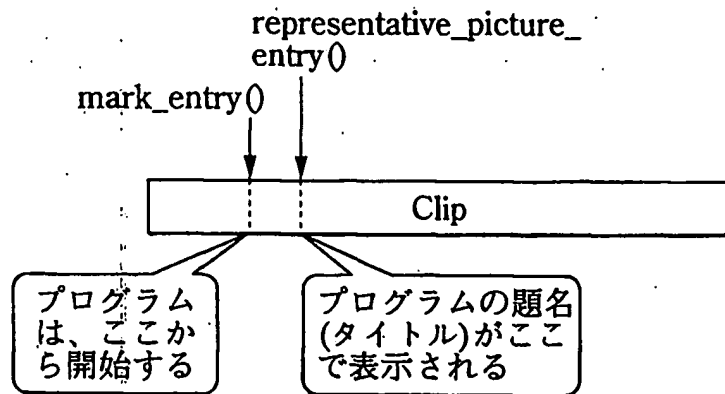 representative_picture_
entry()
mark_entry()
Clip
プログラム
は、ここか
ら開始する
プログラムの題名
(タイトル)がここ
で表示される